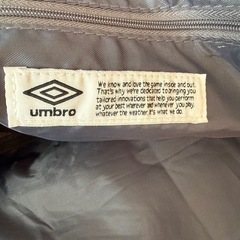 umbro
We know and love the game inside and out.
That's why we're dedicated to bringing you
tailored innovations that help you perform
at your best wherever and whenever you play,
whatever the weather it's what we do.